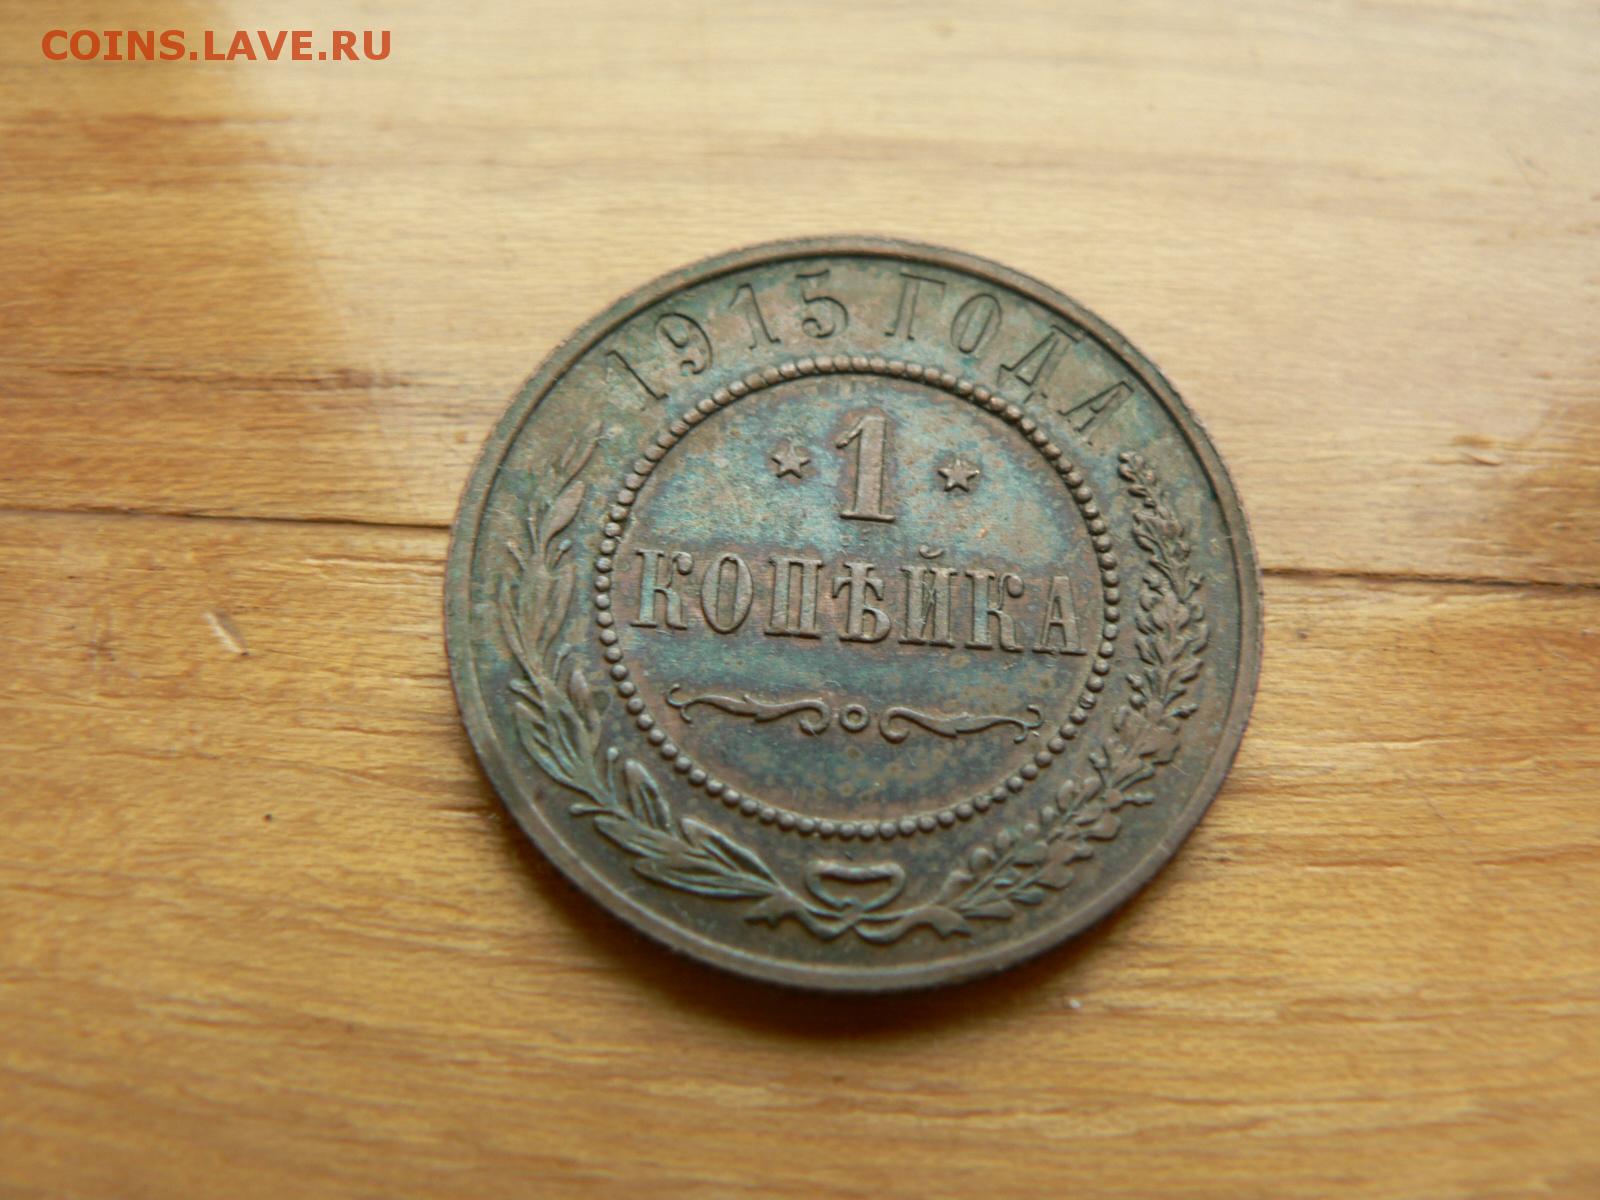 COINS.LAVE.RU
1915 ГОДА
1
КОПѢЙКА